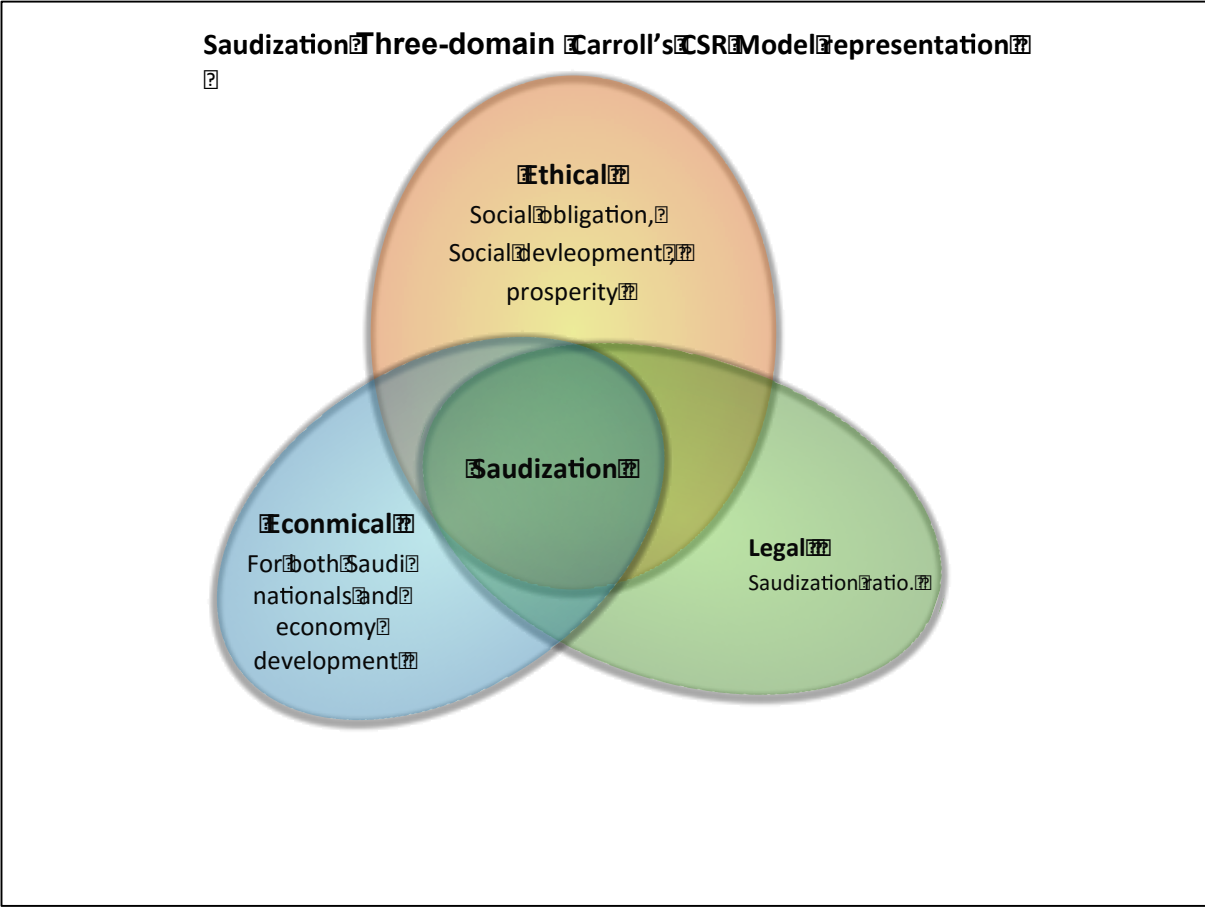 Saudization Three-domain Carroll's CSR Model representation
Ethical
Social obligation,
Social devleopment,
prosperity
Saudization
Econmical
For both Saudi
nationals and
economy
development
Legal
Saudization ratio.